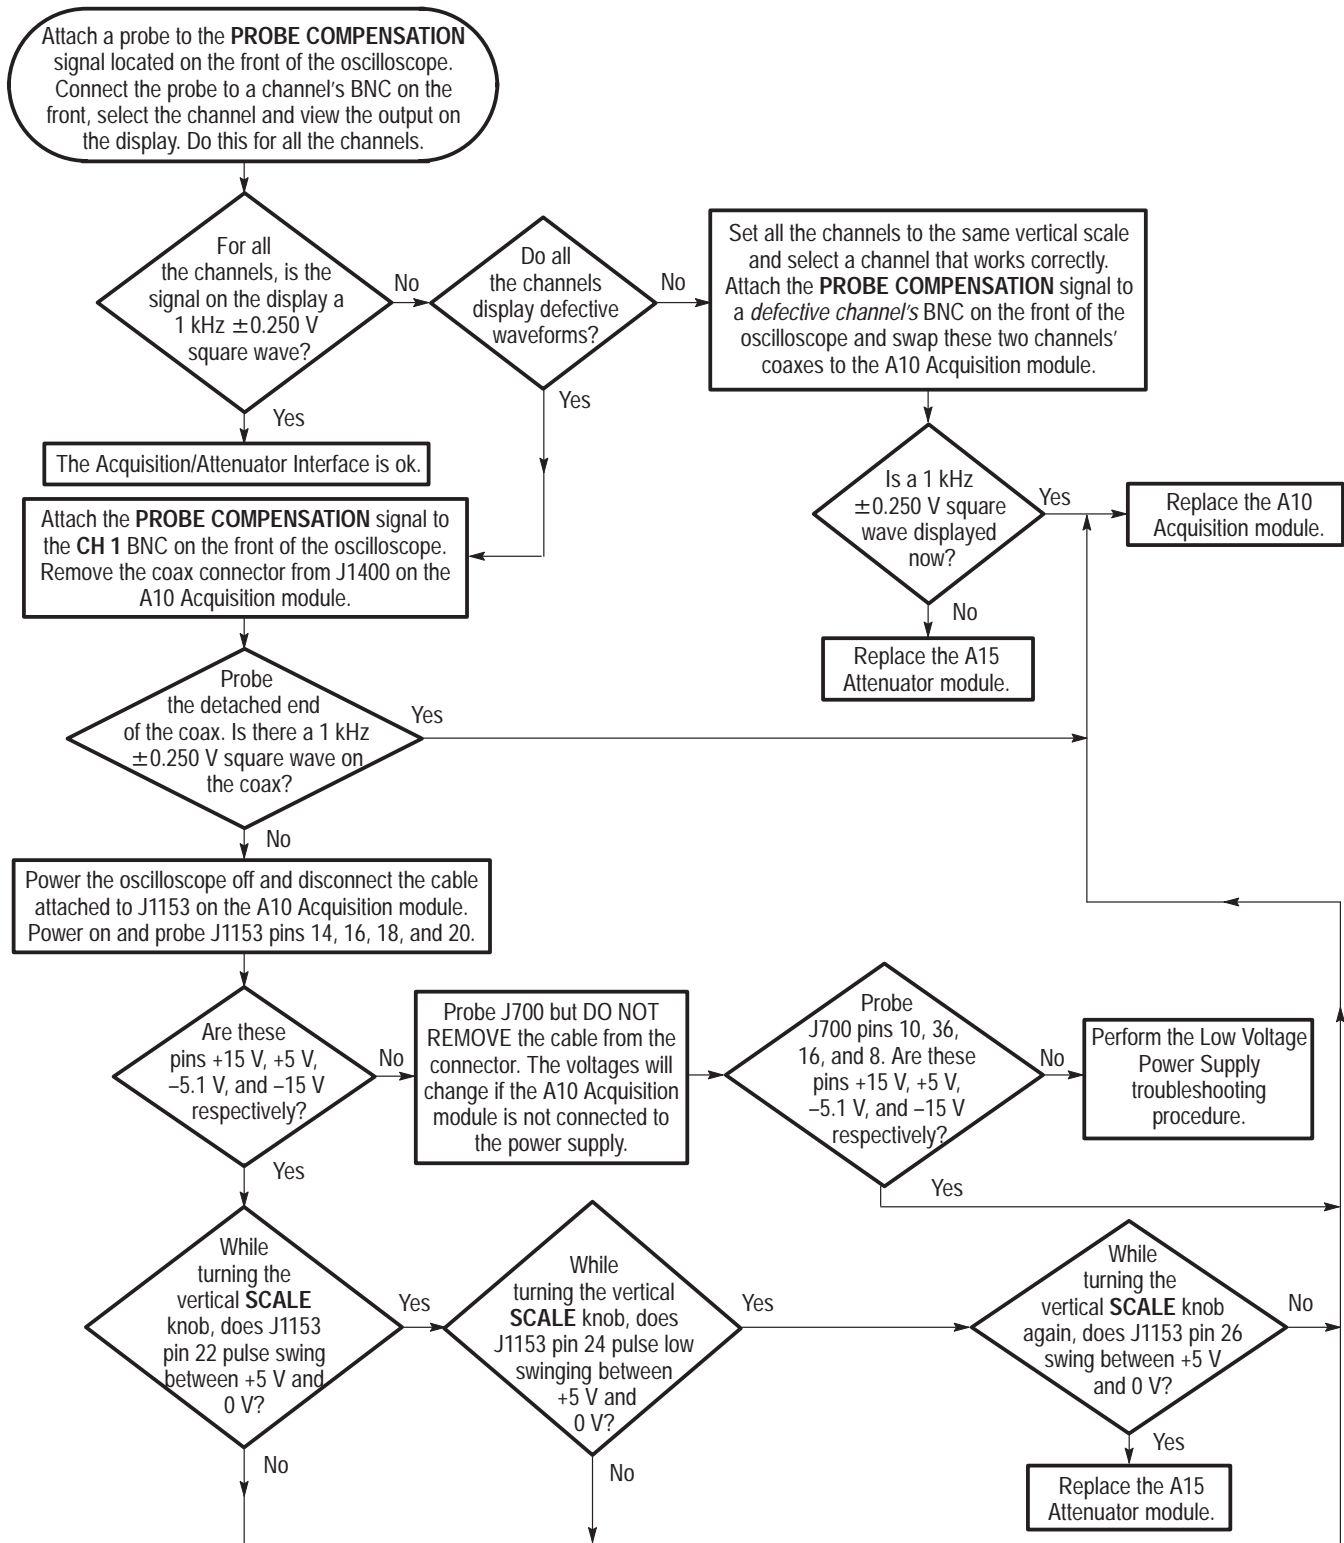 Attach a probe to the PROBE COMPENSATION
signal located on the front of the oscilloscope.
Connect the probe to a channel's BNC on the
front, select the channel and view the output on
the display. Do this for all the channels.
For all
the channels, is the
signal on the display a
1 kHz ±0.250 V
square wave?
No
Yes
Do all
the channels
display defective
waveforms?
No
Yes
Set all the channels to the same vertical scale
and select a channel that works correctly.
Attach the PROBE COMPENSATION signal to
a defective channel's BNC on the front of the
oscilloscope and swap these two channels'
coaxes to the A10 Acquisition module.
The Acquisition/Attenuator Interface is ok.
Is a 1 kHz
±0.250 V square
wave displayed
now?
Yes
No
Replace the A10
Acquisition module.
Replace the A15
Attenuator module.
Attach the PROBE COMPENSATION signal to
the CH 1 BNC on the front of the oscilloscope.
Remove the coax connector from J1400 on the
A10 Acquisition module.
Probe
the detached end
of the coax. Is there a 1 kHz
±0.250 V square wave on
the coax?
Yes
No
Power the oscilloscope off and disconnect the cable
attached to J1153 on the A10 Acquisition module.
Power on and probe J1153 pins 14, 16, 18, and 20.
Are these
pins +15 V, +5 V,
–5.1 V, and –15 V
respectively?
No
Yes
Probe J700 but DO NOT
REMOVE the cable from the
connector. The voltages will
change if the A10 Acquisition
module is not connected to
the power supply.
Probe
J700 pins 10, 36,
16, and 8. Are these
pins +15 V, +5 V,
–5.1 V, and –15 V
respectively?
No
Yes
Perform the Low Voltage
Power Supply
troubleshooting
procedure.
While
turning the
vertical SCALE
knob, does J1153
pin 22 pulse swing
between +5 V and
0 V?
Yes
No
While
turning the vertical
SCALE knob, does
J1153 pin 24 pulse low
swinging between
+5 V and
0 V?
Yes
No
While
turning the
vertical SCALE knob
again, does J1153 pin 26
swing between +5 V
and 0 V?
No
Yes
Replace the A15
Attenuator module.